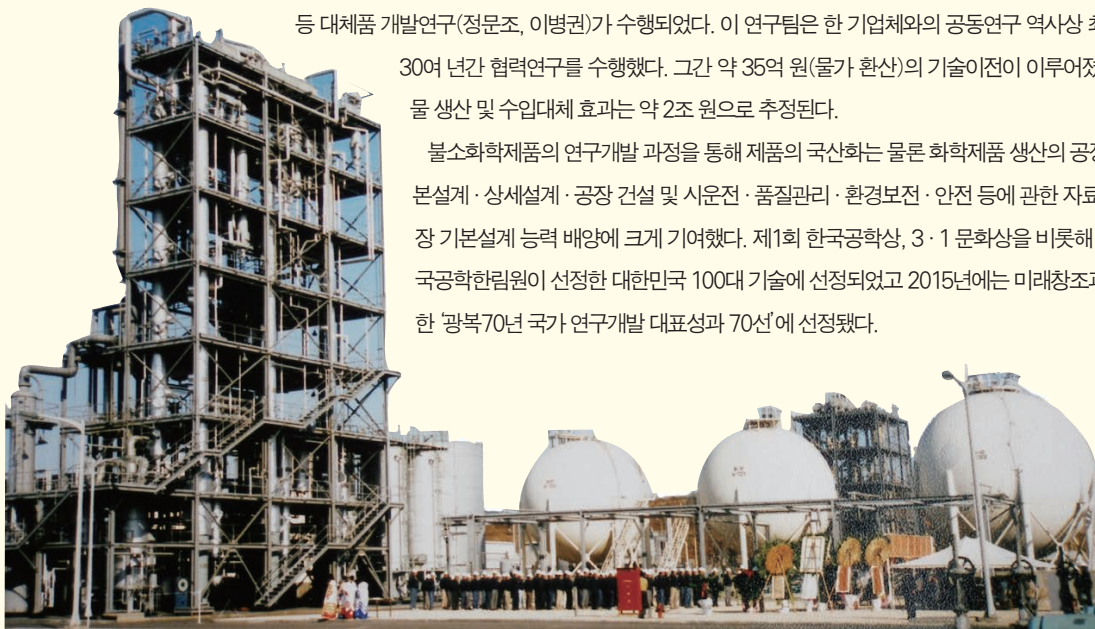 등 대체품 개발연구(정문조, 이병권)가 수행되었다. 이 연구팀은 한 기업체와의 공동연구 역사상
30여 년간 협력연구를 수행했다. 그간 약 35억 원(물가 환산)의 기술이전이 이루어졌
물 생산 및 수입대체 효과는 약 2조 원으로 추정된다.
불소화학제품의 연구개발 과정을 통해 제품의 국산화는 물론 화학제품 생산의 공장
본설계 · 상세설계 · 공장 건설 및 시운전 · 품질관리 · 환경보전 · 안전 등에 관한 자료
장 기본설계 능력 배양에 크게 기여했다. 제1회 한국공학상, 3 · 1 문화상을 비롯해
국공학한림원이 선정한 대한민국 100대 기술에 선정되었고 2015년에는 미래창조과
한 '광복70년 국가 연구개발 대표성과 70선'에 선정됐다.